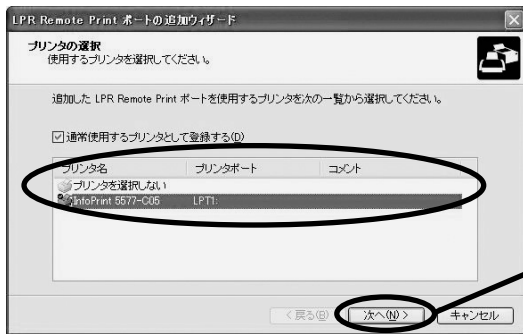 LPR Remote Print ポートの追加ウィザード
プリンタの選択
使用するプリンタを選択してください。
追加した LPR Remote Print ポートを使用するプリンタを次の一覧から選択してください。
通常使用するプリンタとして登録する(D)
プリンタ名 プリンタポート コメント
プリンタを選択しない
InfoPrint 5577-C05 LPT1:
< 戻る(B) 次へ(N) > キャンセル